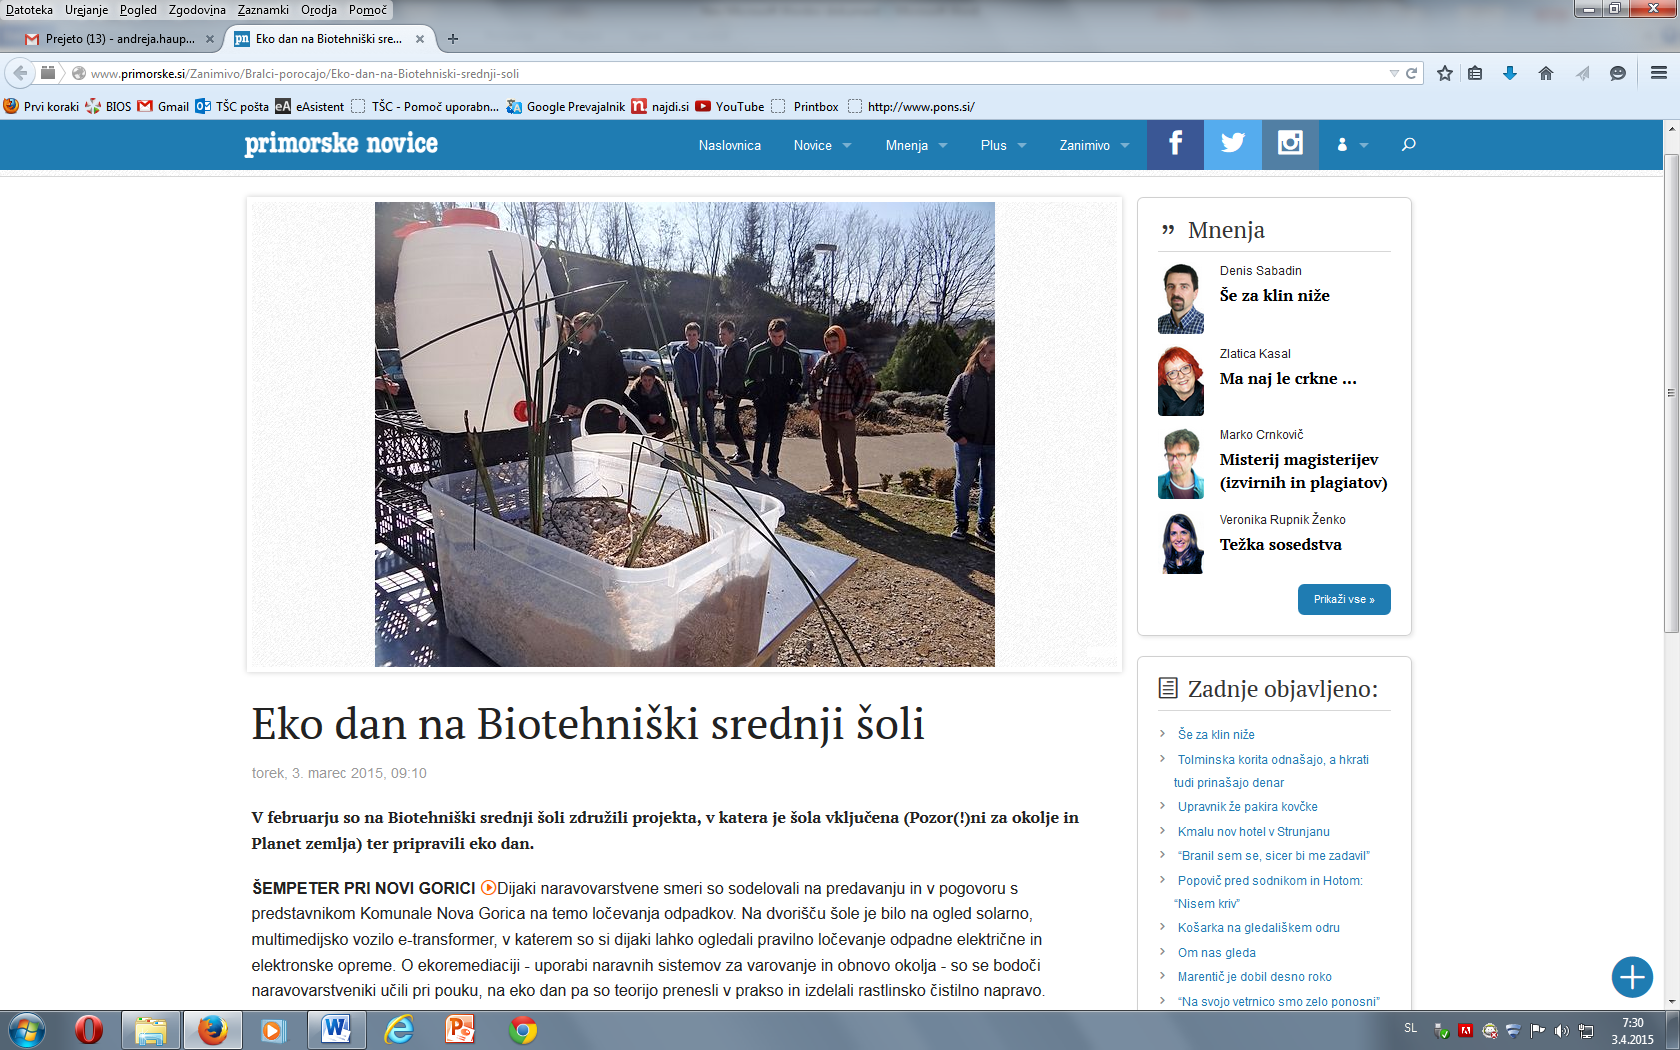 Datoteka Urejanje Pogled Zgodovina Zaznamki Orodja Pomoč
Prejeto (13) - andreja.haup...
Eko dan na Biotehniški sre...
www.primorske.si/Zanimivo/Bralci-porocajo/Eko-dan-na-Biotehniski-srednji-soli
Prvi koraki BIOS Gmail TŠC pošta eA eAsistent TŠC - Pomoč uporabn... Google Prevajalnik najdi.si YouTube Printbox http://www.pons.si/
primorske novice
Naslovnica Novice Mnenja Plus Zanimivo
Eko dan na Biotehniški srednji šoli
torek, 3. marec 2015, 09:10
V februarju so na Biotehniški srednji šoli združili projekta, v katera je šola vključena (Pozor(!)ni za okolje in
Planet zemlja) ter pripravili eko dan.
ŠEMPETER PRI NOVI GORICI Dijaki naravovarstvene smeri so sodelovali na predavanju in v pogovoru s
predstavnikom Komunale Nova Gorica na temo ločevanja odpadkov. Na dvorišču šole je bilo na ogled solarno,
multimedijsko vozilo e-transformer, v katerem so si dijaki lahko ogledali pravilno ločevanje odpadne električne in
elektronske opreme. O ekoremediaciji - uporabi naravnih sistemov za varovanje in obnovo okolja - so se bodoči
naravovarstveniki učili pri pouku, na eko dan pa so teorijo prenesli v prakso in izdelali rastlinsko čistilno napravo.
Mnenja
Denis Sabadin
Še za klin niže
Zlatica Kasal
Ma naj le crkne ...
Marko Crnkovič
Misterij magisterijev
(izvirnih in plagiatov)
Veronika Rupnik Ženko
Težka sosedstva
Prikaži vse »
Zadnje objavljeno:
Še za klin niže
Tolminska korita odnašajo, a hkrati
tudi prinašajo denar
Upravnik že pakira kovčke
Kmalu nov hotel v Strunjanu
“Branil sem se, sicer bi me zadavil”
Popovič pred sodnikom in Hotom:
“Nisem kriv”
Košarka na gledališkem odru
Om nas gleda
Marentič je dobil desno roko
“Na svojo vetrnico smo zelo ponosni”
SL
7:30
3.4.2015